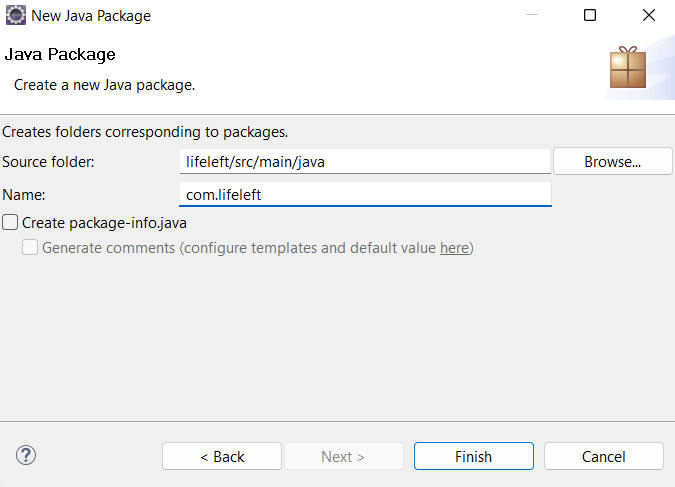 New Java Package
Java Package
Create a new Java package.
Creates folders corresponding to packages.
Source folder: lifeleft/src/main/java Browse...
Name: com.lifeleft
Create package-info.java
Generate comments (configure templates and default value here)
? < Back Next > Finish Cancel